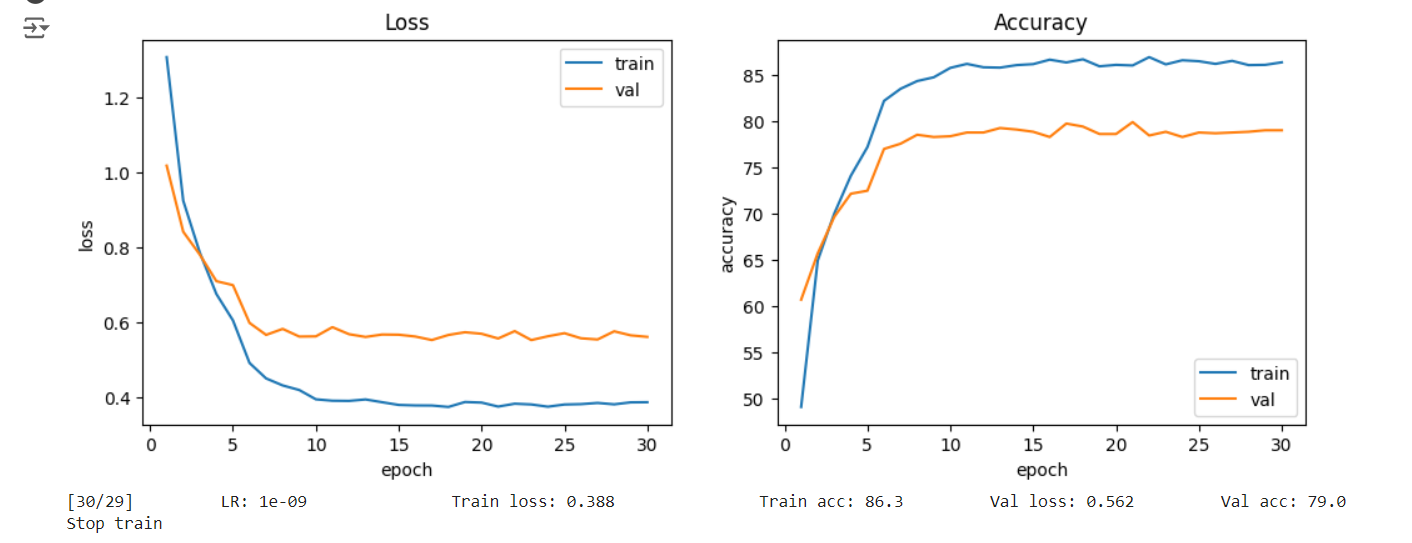 Loss
train
val
1.2
1.0
0.8
0.6
0.4
loss
0 5 10 15 20 25 30
epoch
Accuracy
85
80
75
70
65
60
55
50
accuracy
train
val
0 5 10 15 20 25 30
epoch
[30/29] LR: 1e-09 Train loss: 0.388 Train acc: 86.3 Val loss: 0.562 Val acc: 79.0
Stop train